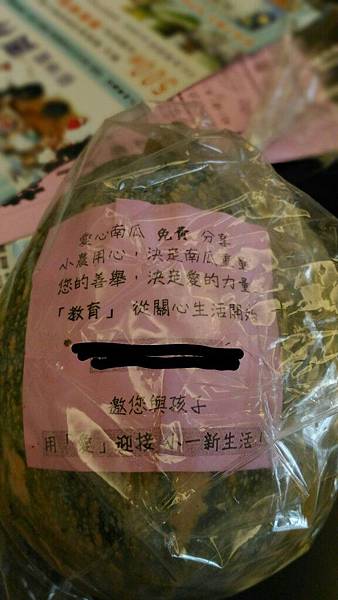 愛心南瓜 免費 分享
小農用心，決定南瓜重量
您的善舉，決定愛的力量
「教育」 從關心生活開始
邀您與孩子
用「愛」迎接 小一新生活！